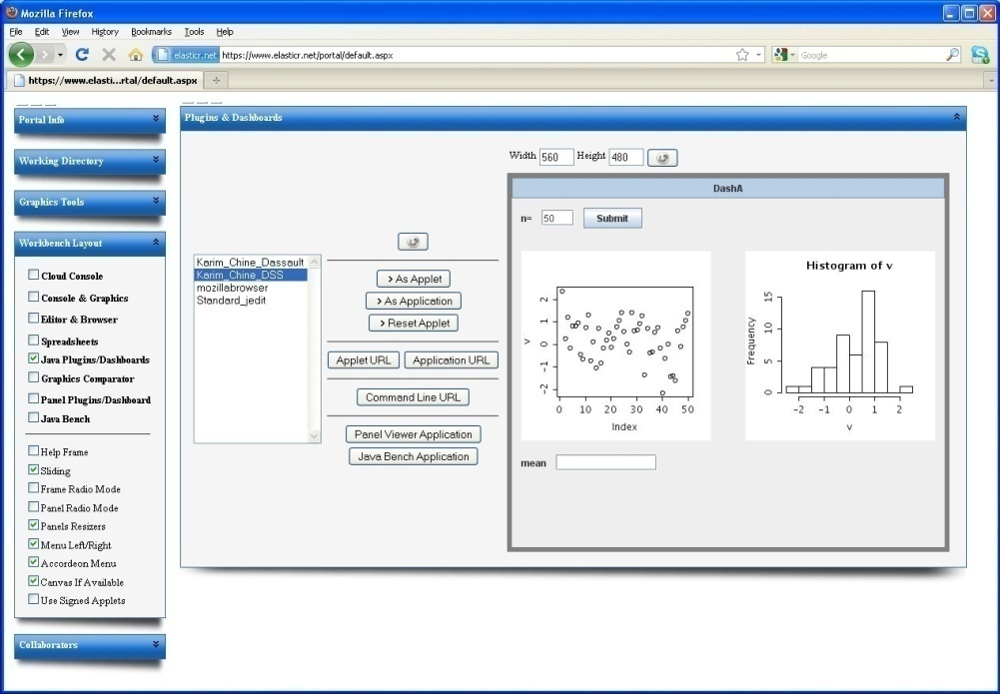 Mozilla Firefox
File Edit View History Bookmarks Tools Help
elasticr.net https://www.elasticr.net/portal/default.aspx
Google
https://www.elasti...rtal/default.aspx
Portal Info
Working Directory
Graphics Tools
Workbench Layout
Cloud Console
Console & Graphics
Editor & Browser
Spreadsheets
Java Plugins/Dashboards
Graphics Comparator
Panel Plugins/Dashboard
Java Bench
Help Frame
Sliding
Frame Radio Mode
Panel Radio Mode
Panels Resizers
Menu Left/Right
Accordeon Menu
Canvas If Available
Use Signed Applets
Collaborators
Plugins & Dashboards
Karim_Chine_Dassault
Karim_Chine_DSS
mozillabrowser
Standard_jedit
> As Applet
> As Application
> Reset Applet
Applet URL Application URL
Command Line URL
Panel Viewer Application
Java Bench Application
Width 560 Height 480
DashA
n= 50 Submit
v
2
1
0
-1
-2
0 10 20 30 40 50
Index
Histogram of v
Frequency
15
10
5
0
-2 -1 0 1 2
v
mean